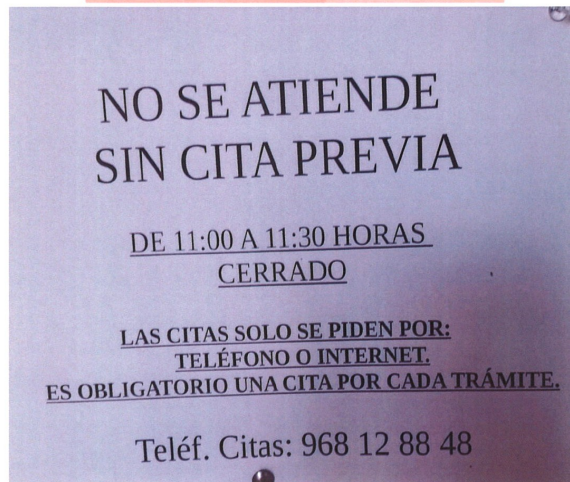 NO SE ATIENDE
SIN CITA PREVIA
DE 11:00 A 11:30 HORAS
CERRADO
LAS CITAS SOLO SE PIDEN POR:
TELÉFONO O INTERNET.
ES OBLIGATORIO UNA CITA POR CADA TRÁMITE.
Teléf. Citas: 968 12 88 48